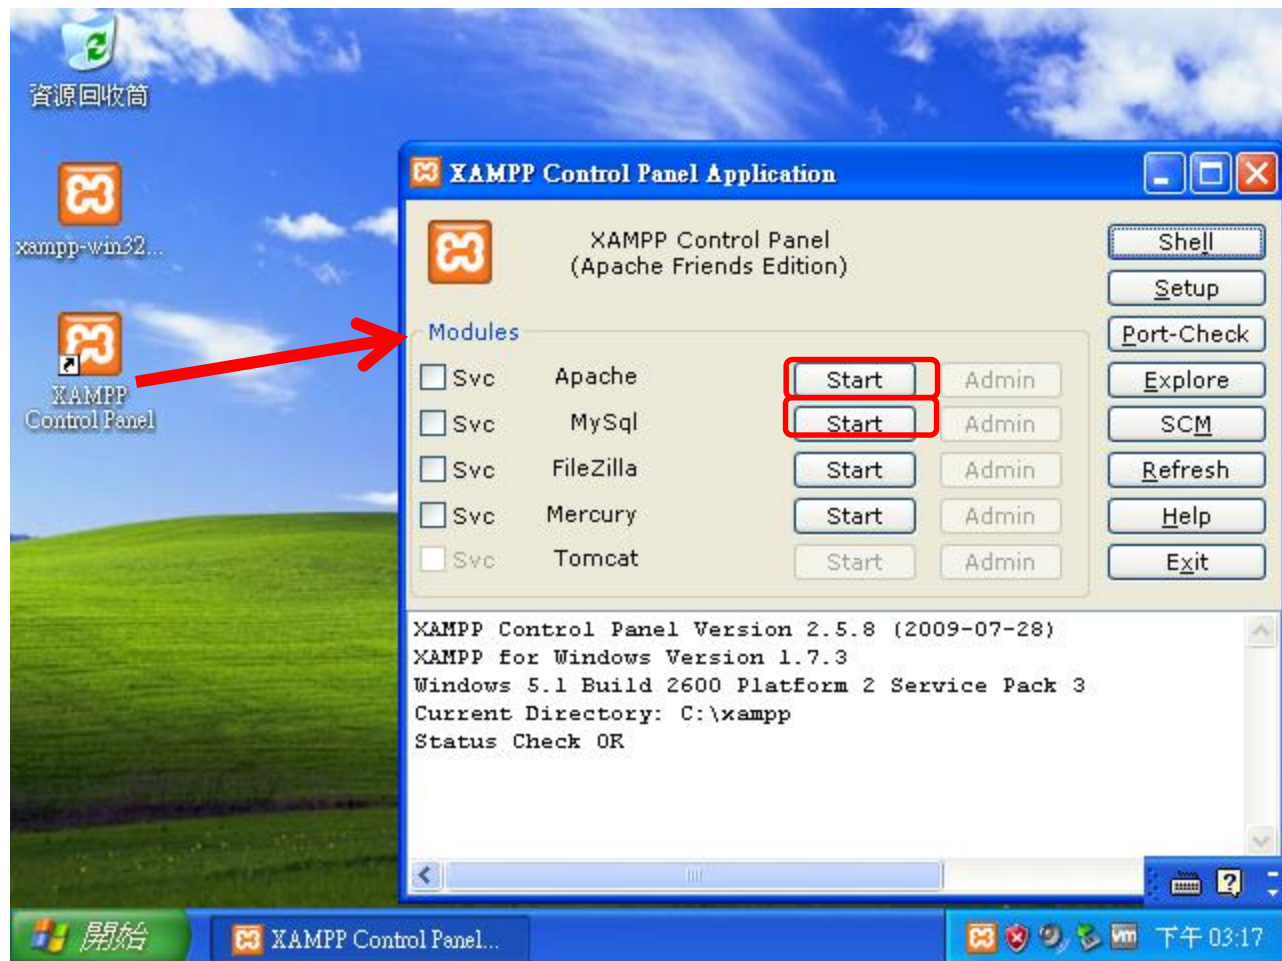 資源回收筒
xampp-win32...
XAMPP
Control Panel
XAMPP Control Panel Application
XAMPP Control Panel
(Apache Friends Edition)
Shell
Setup
Port-Check
Explore
SCM
Refresh
Help
Exit
Modules
Svc Apache Start Admin
Svc MySql Start Admin
Svc FileZilla Start Admin
Svc Mercury Start Admin
Svc Tomcat Start Admin
XAMPP Control Panel Version 2.5.8 (2009-07-28)
XAMPP for Windows Version 1.7.3
Windows 5.1 Build 2600 Platform 2 Service Pack 3
Current Directory: C:\xampp
Status Check OK
開始
XAMPP Control Panel...
vm
下午 03:17